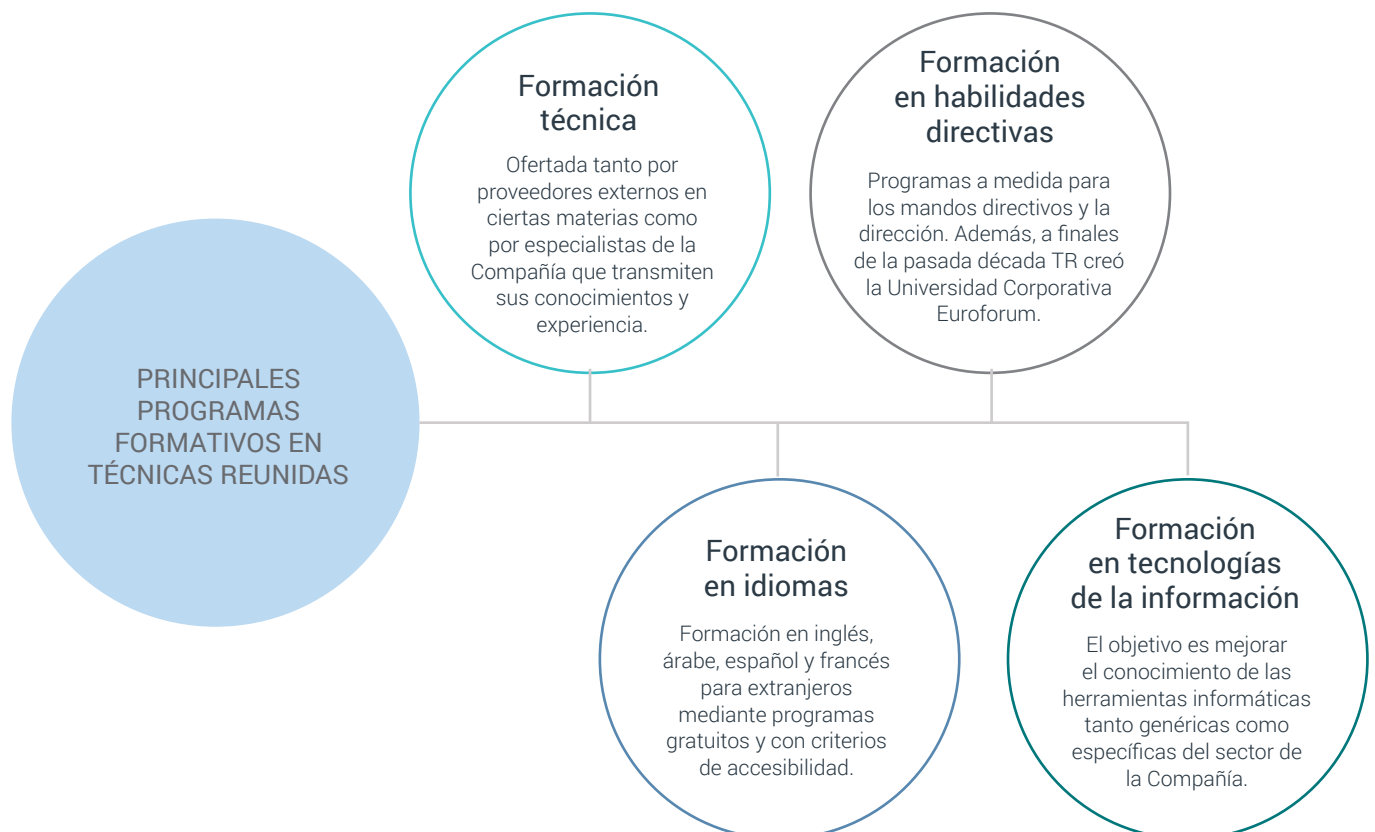 PRINCIPALES
PROGRAMAS
FORMATIVOS EN
TÉCNICAS REUNIDAS
Formación
técnica
Ofertada tanto por
proveedores externos en
ciertas materias como
por especialistas de la
Compañía que transmiten
sus conocimientos y
experiencia.
Formación
en habilidades
directivas
Programas a medida para
los mandos directivos y la
dirección. Además, a finales
de la pasada década TR creó
la Universidad Corporativa
Euroforum.
Formación
en idiomas
Formación en inglés,
árabe, español y francés
para extranjeros
mediante programas
gratuitos y con criterios
de accesibilidad.
Formación
en tecnologías
de la información
El objetivo es mejorar
el conocimiento de las
herramientas informáticas
tanto genéricas como
específicas del sector de
la Compañía.